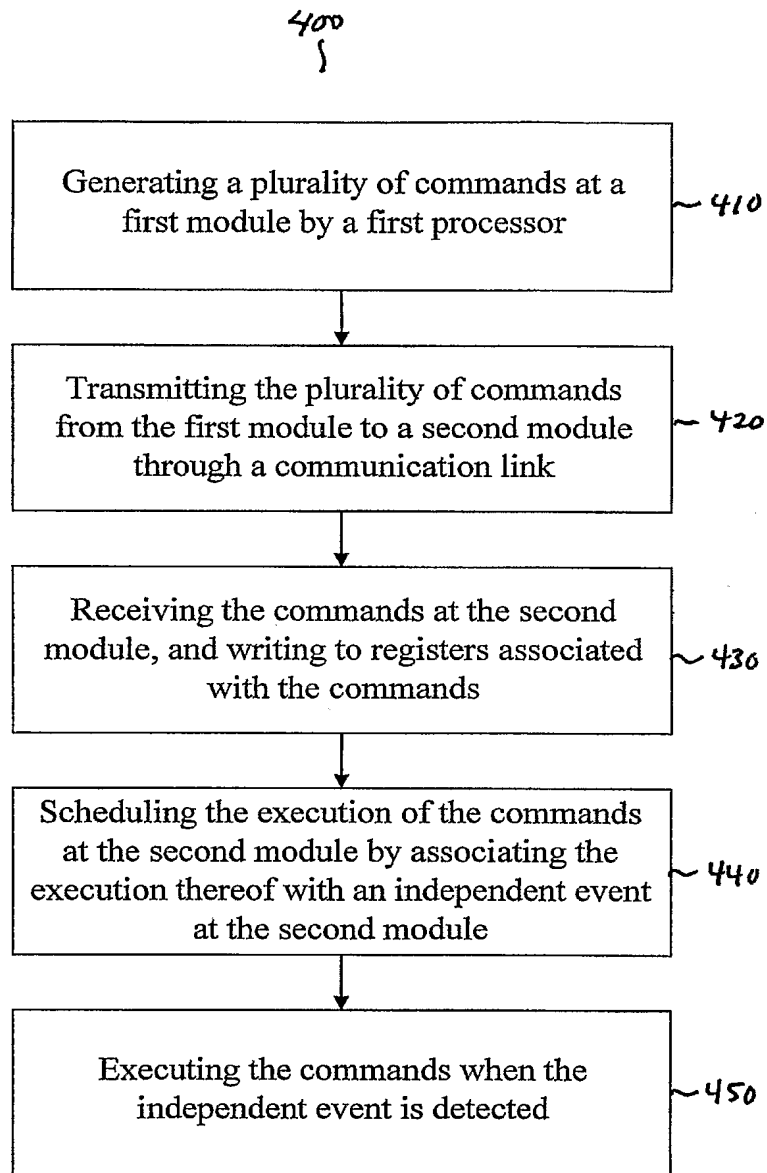 400
Generating a plurality of commands at a
first module by a first processor
410
Transmitting the plurality of commands
from the first module to a second module
through a communication link
420
Receiving the commands at the second
module, and writing to registers associated
with the commands
430
Scheduling the execution of the commands
at the second module by associating the
execution thereof with an independent event
at the second module
440
Executing the commands when the
independent event is detected
450